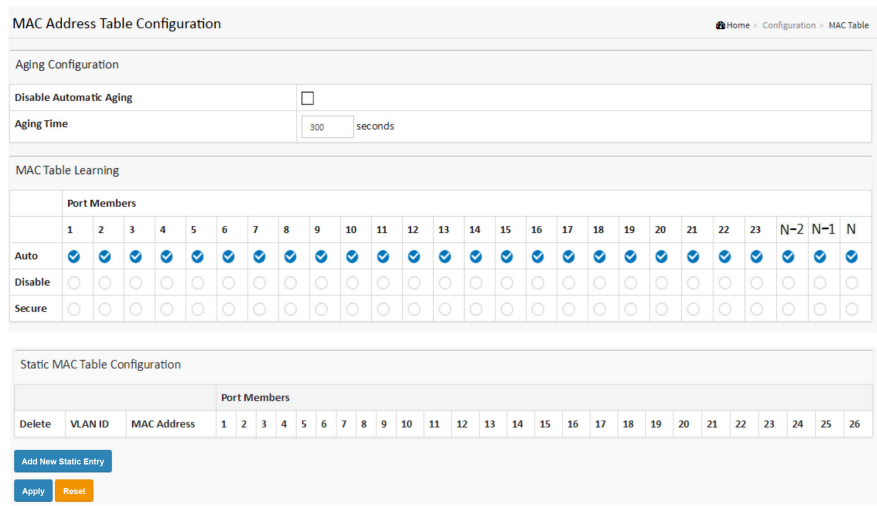 MAC Address Table Configuration
Home > Configuration > MAC Table
Aging Configuration
Disable Automatic Aging
Aging Time 300 seconds
MAC Table Learning
Port Members
1 2 3 4 5 6 7 8 9 10 11 12 13 14 15 16 17 18 19 20 21 22 23 N-2 N-1 N
Auto
Disable
Secure
Static MAC Table Configuration
Port Members
Delete VLAN ID MAC Address 1 2 3 4 5 6 7 8 9 10 11 12 13 14 15 16 17 18 19 20 21 22 23 24 25 26
Add New Static Entry
Apply Reset